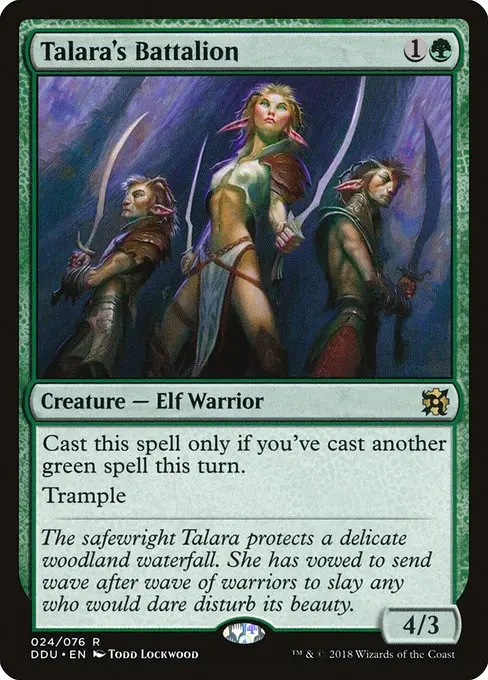 Talara's Battalion 1
Creature — Elf Warrior
Cast this spell only if you've cast another
green spell this turn.
Trample
The safewright Talara protects a delicate
woodland waterfall. She has vowed to send
wave after wave of warriors to slay any
who would dare disturb its beauty.
4/3
024/076 R
DDU • EN Todd Lockwood
™ & © 2018 Wizards of the Coast